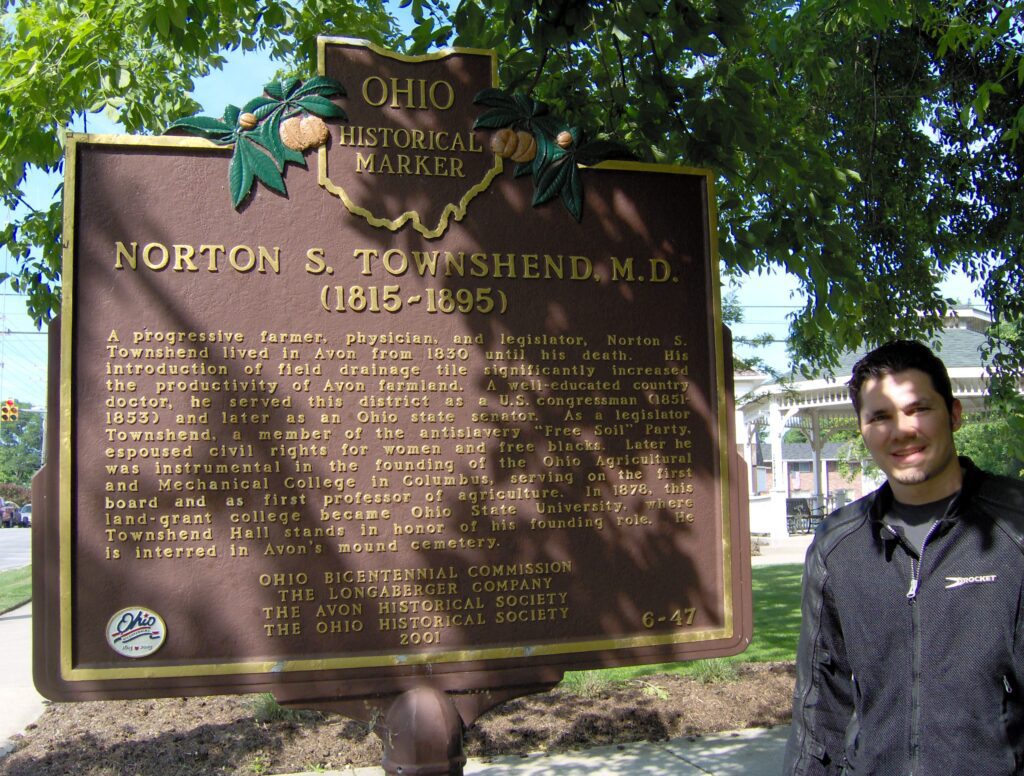 OHIO
HISTORICAL
MARKER
NORTON S. TOWNSHEND, M.D.
(1815~1895)
A progressive farmer, physician, and legislator, Norton S.
Townshend lived in Avon from 1830 until his death. His
introduction of field drainage tile significantly increased
the productivity of Avon farmland. A well-educated country
doctor, he served this district as a U.S. congressman (1851-
1853) and later as an Ohio state senator. As a legislator
Townshend, a member of the antislavery "Free Soil" Party,
espoused civil rights for women and free blacks. Later he
was instrumental in the founding of the Ohio Agricultural
and Mechanical College in Columbus, serving on the first
board and as first professor of agriculture. In 1878, this
land-grant college became Ohio State University, where
Townshend Hall stands in honor of his founding role. He
is interred in Avon's mound cemetery.
OHIO BICENTENNIAL COMMISSION
THE LONGABERGER COMPANY
THE AVON HISTORICAL SOCIETY
THE OHIO HISTORICAL SOCIETY
2001
6-47
Ohio
ROCKET